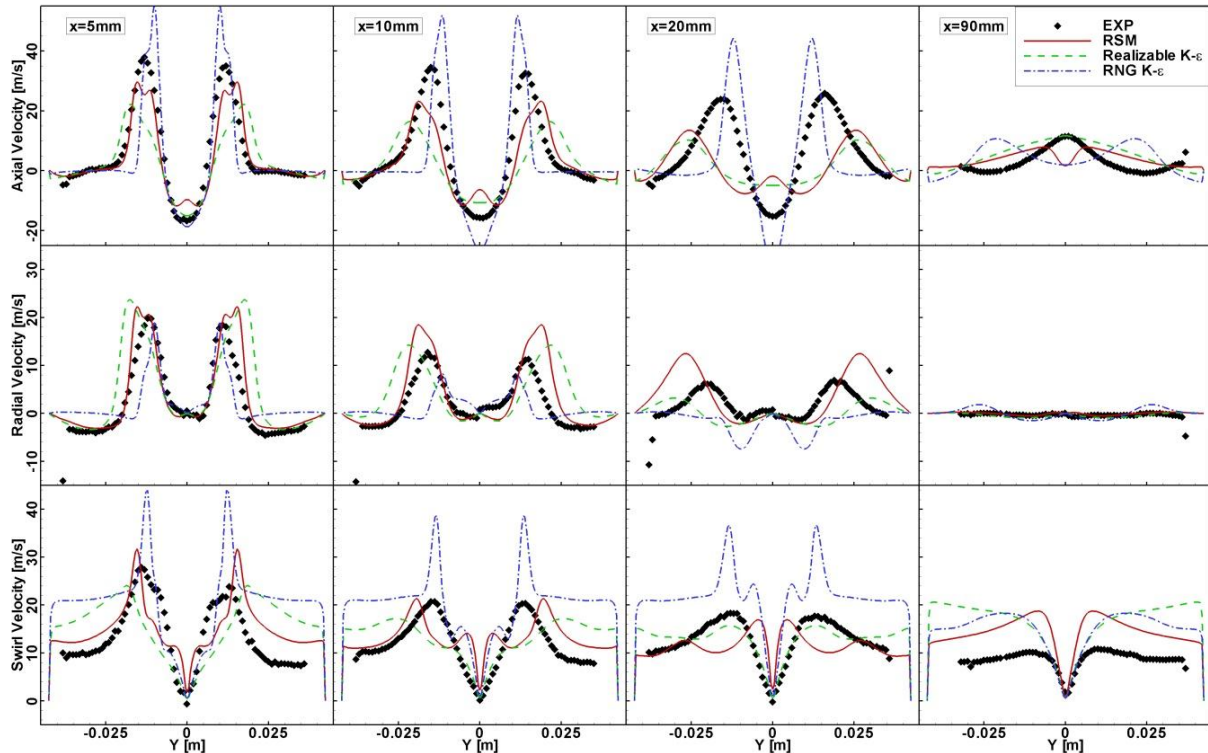 x=5mm
x=10mm
x=20mm
x=90mm
EXP
RSM
Realizable K-ε
RNG K-ε
Axial Velocity [m/s]
40
20
0
-20
Radial Velocity [m/s]
30
20
10
0
-10
Swirl Velocity [m/s]
40
30
20
10
0
-0.025 0 0.025
-0.025 0 0.025
-0.025 0 0.025
-0.025 0 0.025
Y [m]
Y [m]
Y [m]
Y [m]